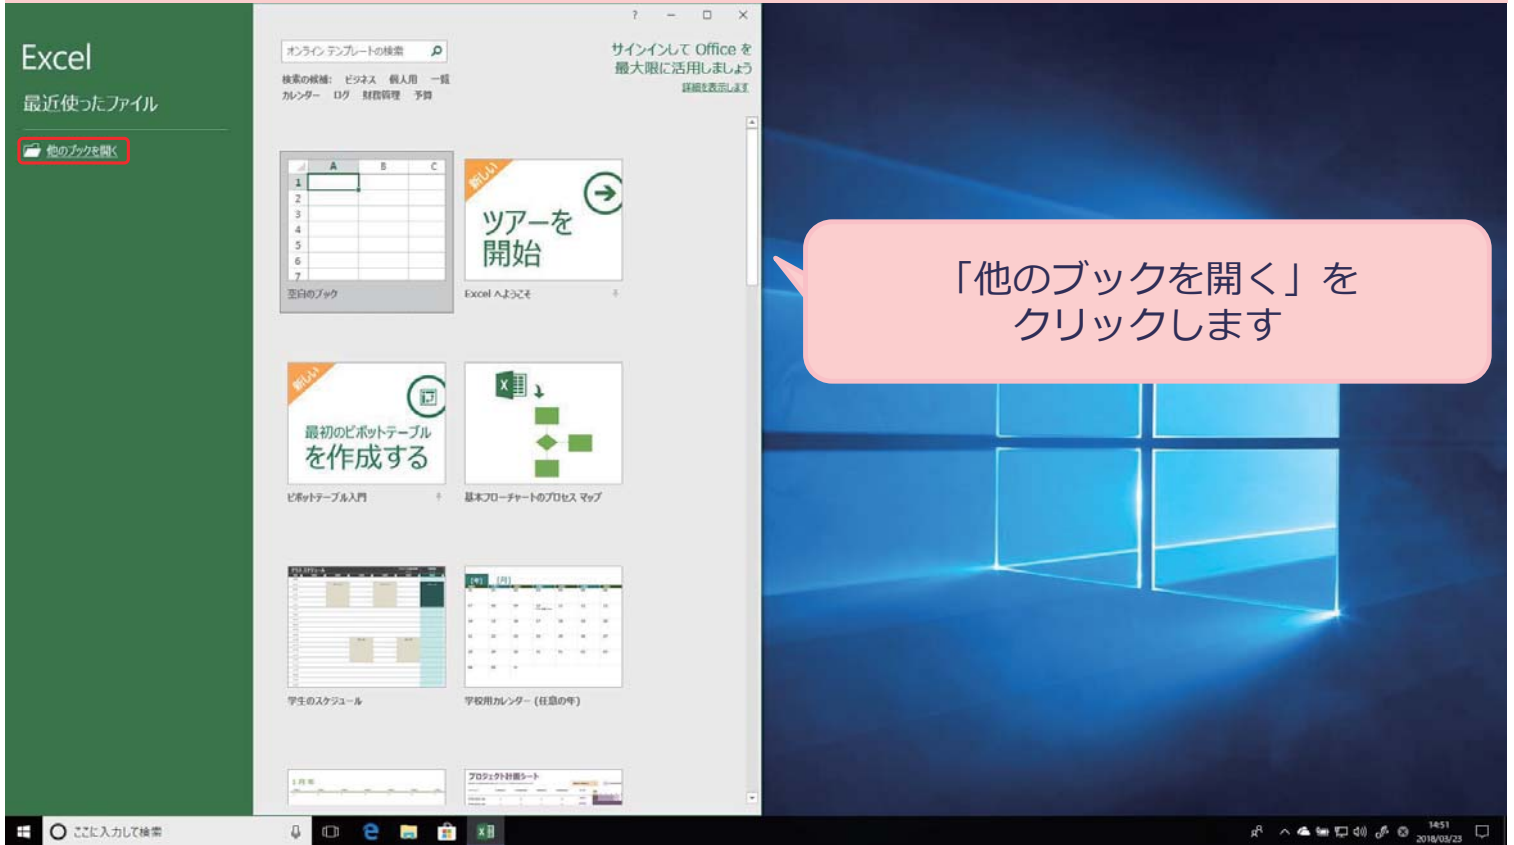 Excel
最近使ったファイル
他のブックを開く
? － □ ×
オンライン テンプレートの検索
検索の候補: ビジネス 個人用 一覧
カレンダー ログ 財務管理 予算
サインインして Office を
最大限に活用しましょう
詳細を表示します
A B C
1
2
3
4
5
6
7
空白のブック
新しい
ツアーを
開始
Excel へようこそ
新しい
最初のピボットテーブル
を作成する
ピボットテーブル入門
X
基本フローチャートのプロセス マップ
学生のスケジュール
[年] [月]
学校用カレンダー (任意の年)
プロジェクト計画シート
「他のブックを開く」を
クリックします
ここに入力して検索
14:51
2018/03/23